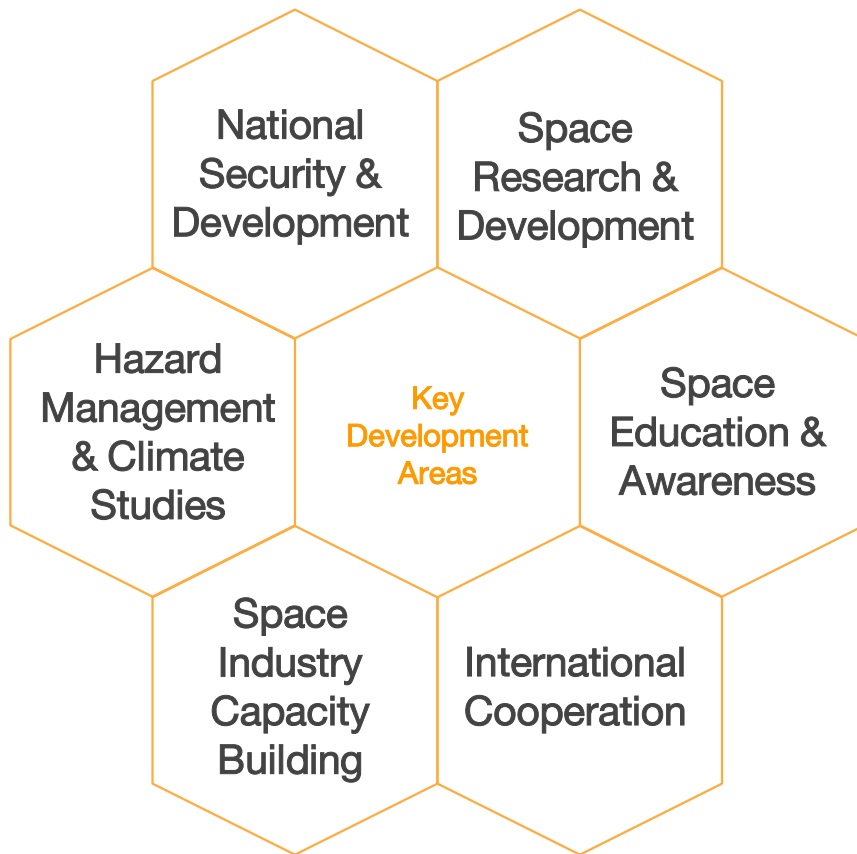 National
Security &
Development
Space
Research &
Development
Hazard
Management
& Climate
Studies
Key
Development
Areas
Space
Education &
Awareness
Space
Industry
Capacity
Building
International
Cooperation